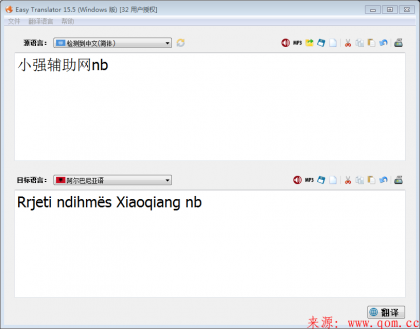 Easy Translator 15.5 (Windows 版) [32 用户授权]
文件 翻译语言 帮助
源语言: 检测到中文(简体) MP3
小强辅助网nb
目标语言: 阿尔巴尼亚语 MP3
Rrjeti ndihmës Xiaoqiang nb
翻译
来源: www.qom.cc